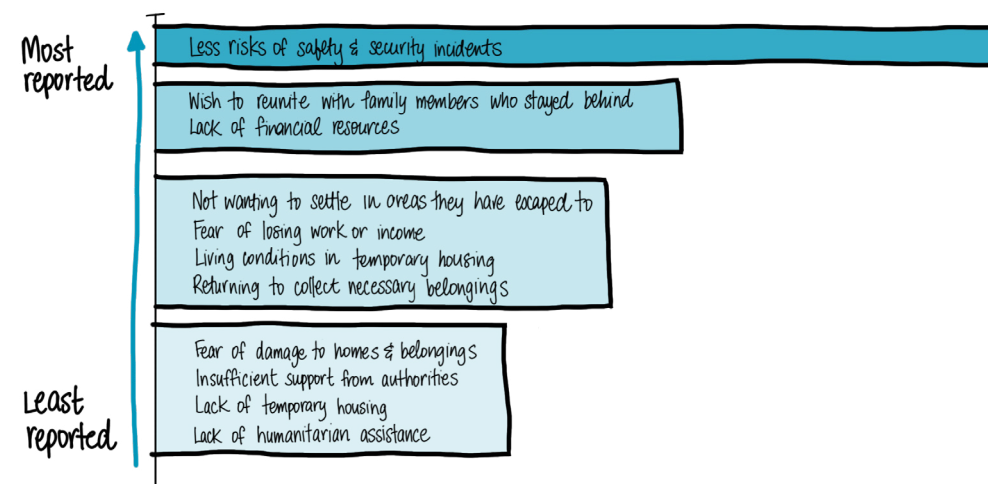 Most
reported
Less risks of safety & security incidents
Wish to reunite with family members who stayed behind
Lack of financial resources
Not wanting to settle in areas they have escaped to
Fear of losing work or income
Living conditions in temporary housing
Returning to collect necessary belongings
Fear of damage to homes & belongings
Insufficient support from authorities
Lack of temporary housing
Lack of humanitarian assistance
Least
reported